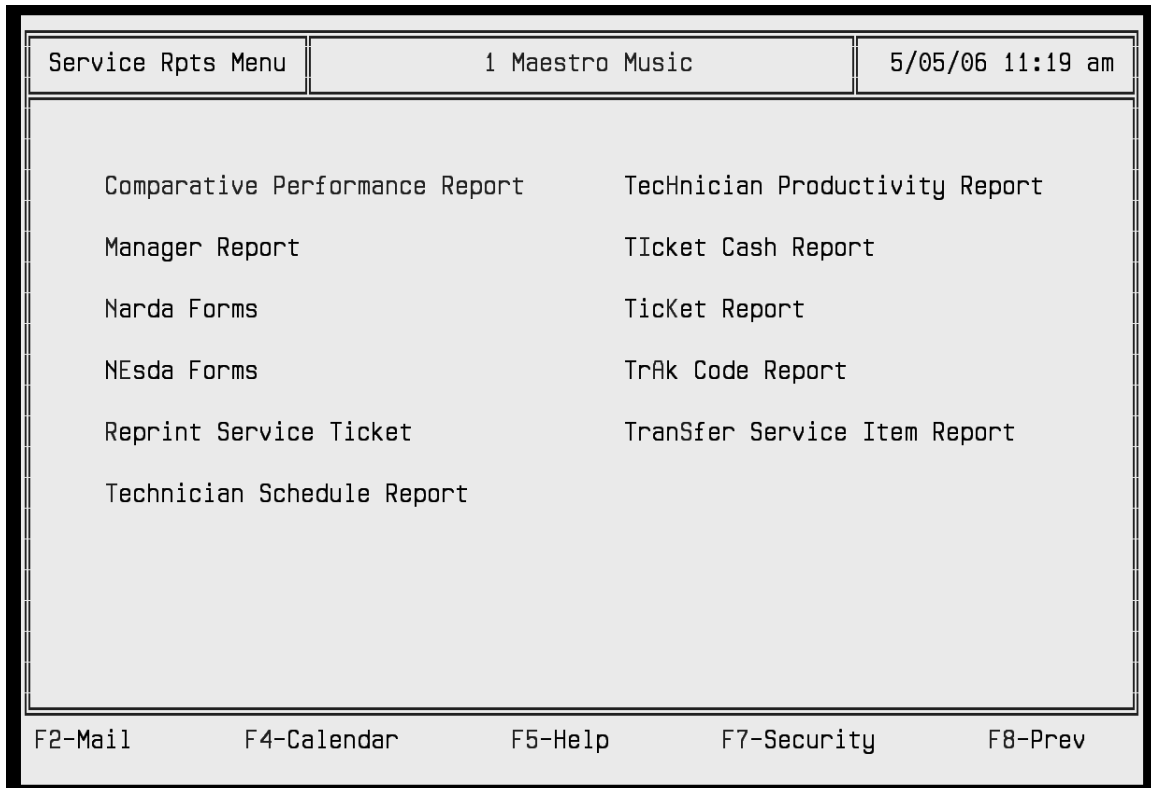 Service Rpts Menu 1 Maestro Music 5/05/06 11:19 am
Comparative Performance Report TecHnician Productivity Report
Manager Report TIcket Cash Report
Narda Forms TicKet Report
NEsda Forms TrAk Code Report
Reprint Service Ticket TranSfer Service Item Report
Technician Schedule Report
F2-Mail F4-Calendar F5-Help F7-Security F8-Prev